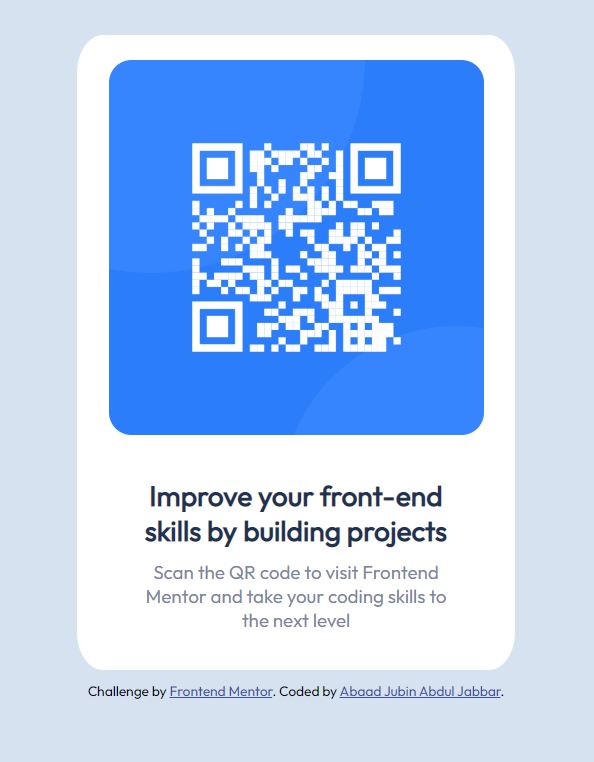 Improve your front-end
skills by building projects
Scan the QR code to visit Frontend
Mentor and take your coding skills to
the next level
Challenge by Frontend Mentor. Coded by Abaad Jubin Abdul Jabbar.